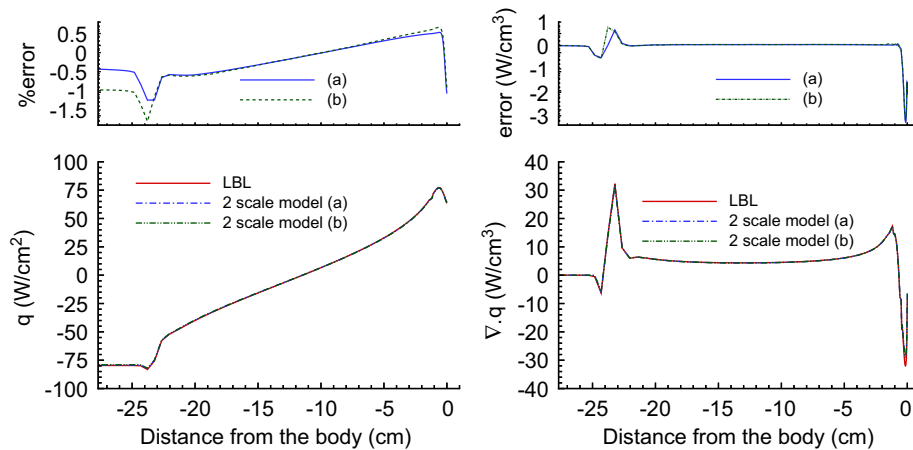 0.5
0
-0.5
-1
-1.5
%error
(a)
(b)
1
0
-1
-2
-3
error (W/cm3)
(a)
(b)
100
75
50
25
0
-25
-50
-75
-100
q (W/cm2)
LBL
2 scale model (a)
2 scale model (b)
-25 -20 -15 -10 -5 0
Distance from the body (cm)
40
30
20
10
0
-10
-20
-30
-40
∇.q (W/cm3)
LBL
2 scale model (a)
2 scale model (b)
-25 -20 -15 -10 -5 0
Distance from the body (cm)